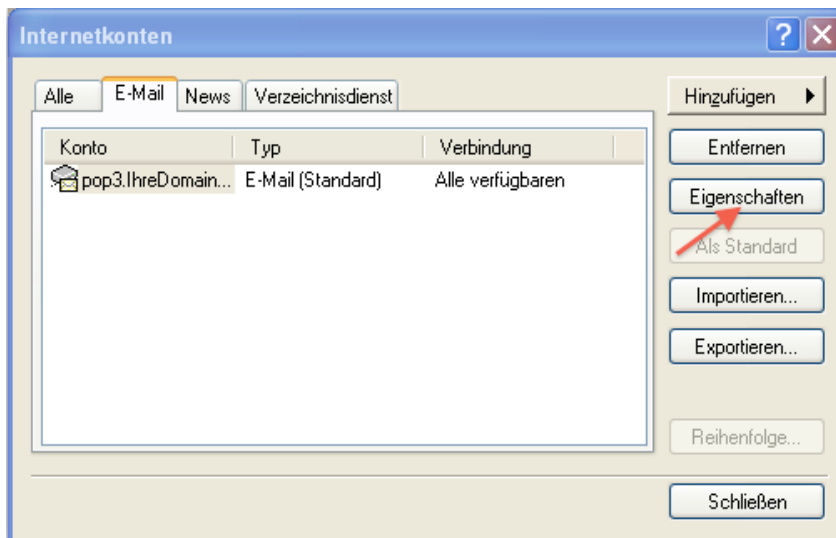 Internetkonten
Alle E-Mail News Verzeichnisdienst
Hinzufügen
Konto Typ Verbindung
Entfernen
pop3.IhreDomain... E-Mail (Standard) Alle verfügbaren
Eigenschaften
Als Standard
Importieren...
Exportieren...
Reihenfolge...
Schließen